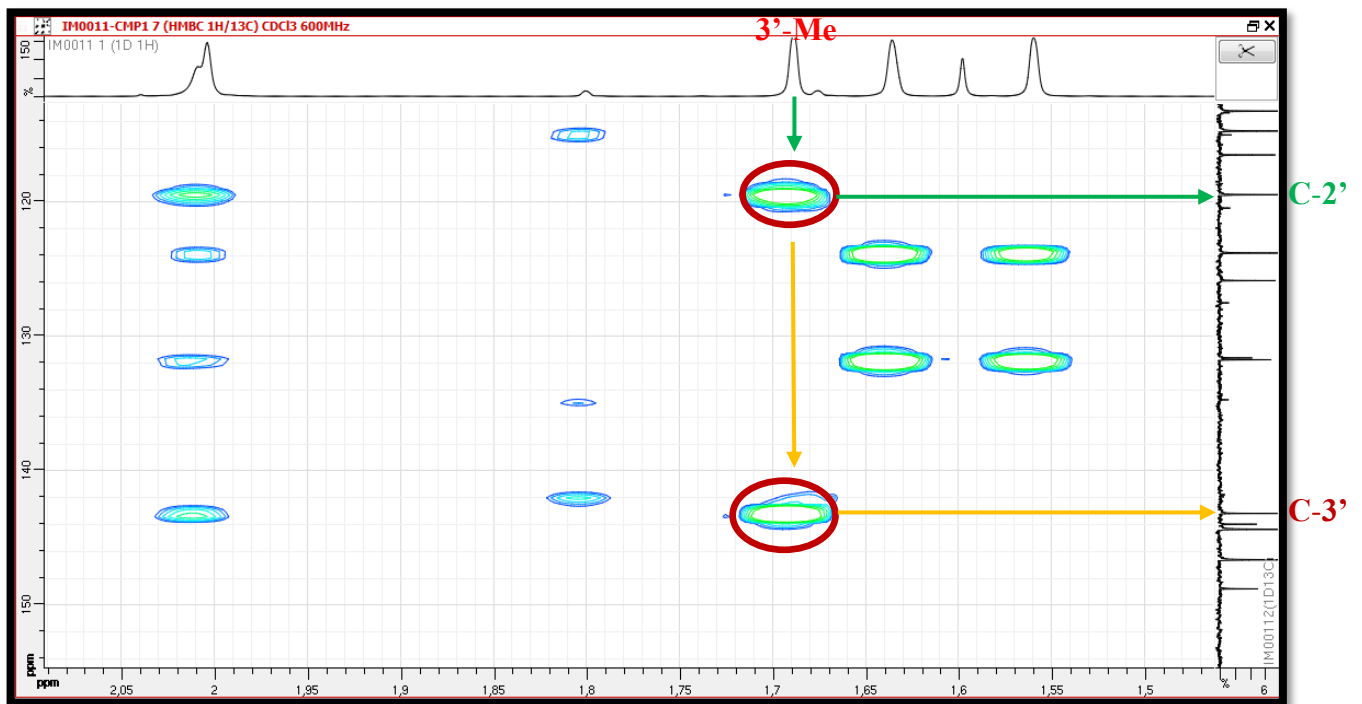 IM0011-CMP1 7 (HMBC 1H/13C) CDCl3 600MHz
3’-Me
IM0011 1 (1D 1H)
150
%
120
130
140
150
ppm
C-2’
C-3’
IM00112(1D13C)
ppm
2,05
2
1,95
1,9
1,85
1,8
1,75
1,7
1,65
1,6
1,55
1,5
%
6